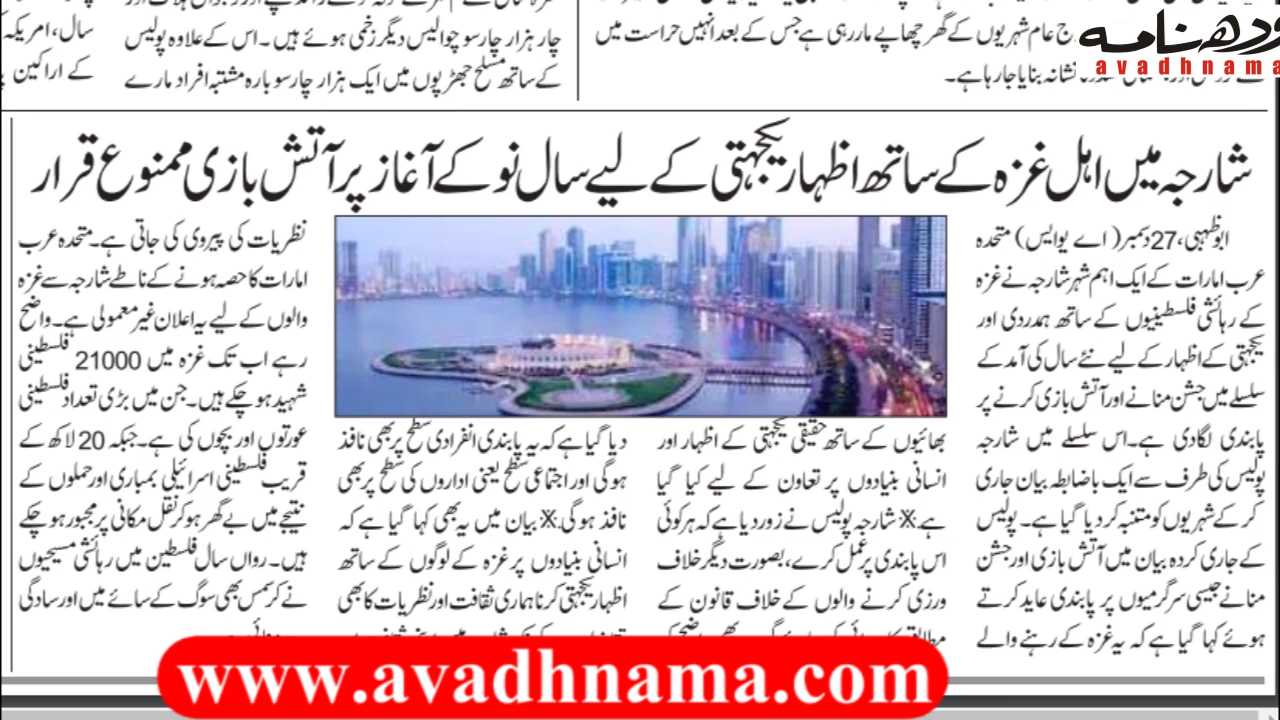 چار ہزار چار سو چوالیس دیگر زخمی ہوئے ہیں۔ اس کے علاوہ پولیس
کے ساتھ مسلح جھڑپوں میں ایک ہزار چار سو بارہ مشتبہ افراد مارے
سال، امریکہ
کے اراکین
ج عام شہریوں کے گھر چھاپے مار رہی ہے جس کے بعد انہیں حراست میں
نشانہ بنایا جا رہا ہے۔
ودھ نامہ
avadhnama
شارجہ میں اہل غزہ کے ساتھ اظہار یکجہتی کے لیے سال نو کے آغاز پر آتش بازی ممنوع قرار
ابوظہبی،27دسمبر( اے یو ایس) متحدہ
عرب امارات کے ایک اہم شہر شارجہ نے غزہ
کے رہائشی فلسطینیوں کے ساتھ ہمدردی اور
یکجہتی کے اظہار کے لیے نئے سال کی آمد کے
سلسلے میں جشن منانے اور آتش بازی کرنے پر
پابندی لگادی ہے۔اس سلسلے میں شارجہ
پولیس کی طرف سے ایک باضابطہ بیان جاری
کر کے شہریوں کو متنبہ کر دیا گیا ہے۔ پولیس
کے جاری کردہ بیان میں آتش بازی اور جشن
منانے جیسی سرگرمیوں پر پابندی عاید کرتے
ہوئے کہا گیا ہے کہ یہ غزہ کے رہنے والے
بھائیوں کے ساتھ حقیقی یکجہتی کے اظہار اور
انسانی بنیادوں پر تعاون کے لیے کیا گیا
ہے.X شارجہ پولیس نے زور دیا ہے کہ ہر کوئی
اس پابندی پر عمل کرے، بصورت دیگر خلاف
ورزی کرنے والوں کے خلاف قانون کے
دیا گیا ہے کہ یہ پابندی انفرادی سطح پر بھی نافذ
ہوگی اور اجتماعی سطح یعنی اداروں کی سطح پر بھی
نافذ ہوگی.X بیان میں یہ بھی کہا گیا ہے کہ
انسانی بنیادوں پر غزہ کے لوگوں کے ساتھ
اظہار یکجہتی کرنا ہماری ثقافت اور نظریات کا بھی
نظریات کی پیروی کی جاتی ہے۔متحدہ عرب
امارات کا حصہ ہونے کے ناطے شارجہ سے غزہ
والوں کے لیے یہ اعلان غیر معمولی ہے۔ واضح
رہے اب تک غزہ میں 21000 فلسطینی
شہید ہو چکے ہیں۔ جن میں بڑی تعداد فلسطینی
عورتوں اور بچوں کی ہے۔ جبکہ 20 لاکھ کے
قریب فلسطینی اسرائیلی بمباری اور حملوں کے
نتیجے میں بے گھر ہو کر نقل مکانی پر مجبور ہو چکے
ہیں۔ رواں سال فلسطین میں رہائشی مسیحیوں
نے کرسمس بھی سوگ کے سائے میں اور سادگی
www.avadhnama.com